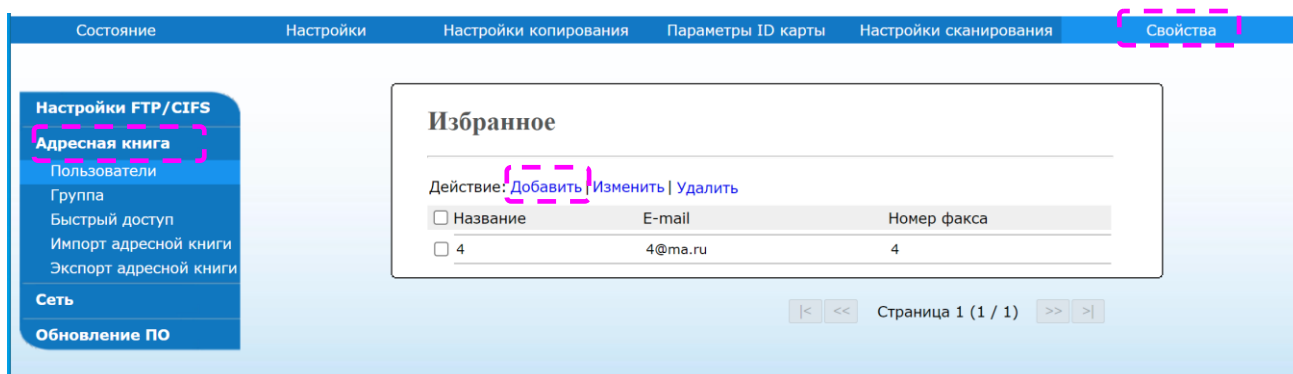 Состояние Настройки Настройки копирования Параметры ID карты Настройки сканирования Свойства
Настройки FTP/CIFS
Адресная книга
Пользователи
Группа
Быстрый доступ
Импорт адресной книги
Экспорт адресной книги
Сеть
Обновление ПО
Избранное
Действие: Добавить | Изменить | Удалить
Название E-mail Номер факса
4 4@ma.ru 4
|< << Страница 1 (1 / 1) >> >|